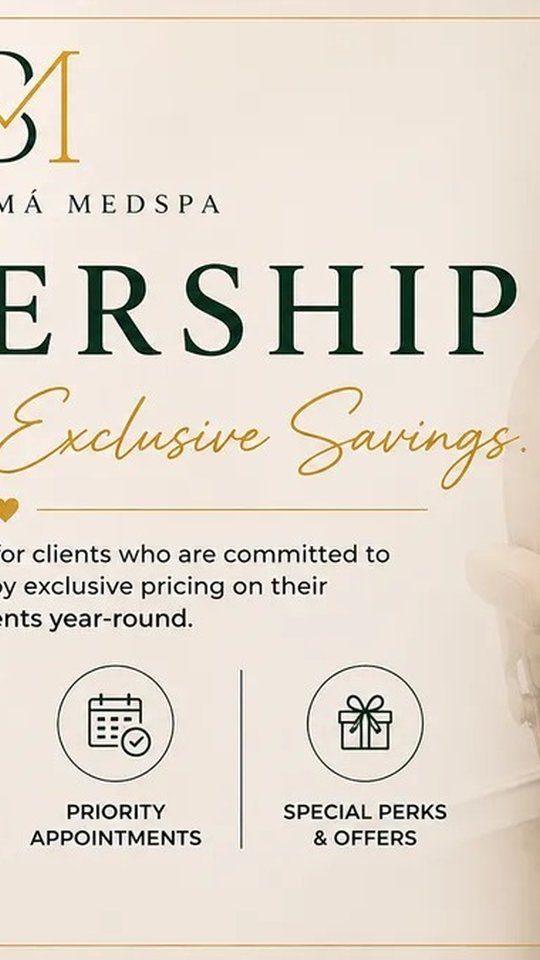 BM
MÁ MEDSPA
ERSHIP
Exclusive Savings.
for clients who are committed to
oy exclusive pricing on their
ents year-round.
PRIORITY
APPOINTMENTS
SPECIAL PERKS
& OFFERS